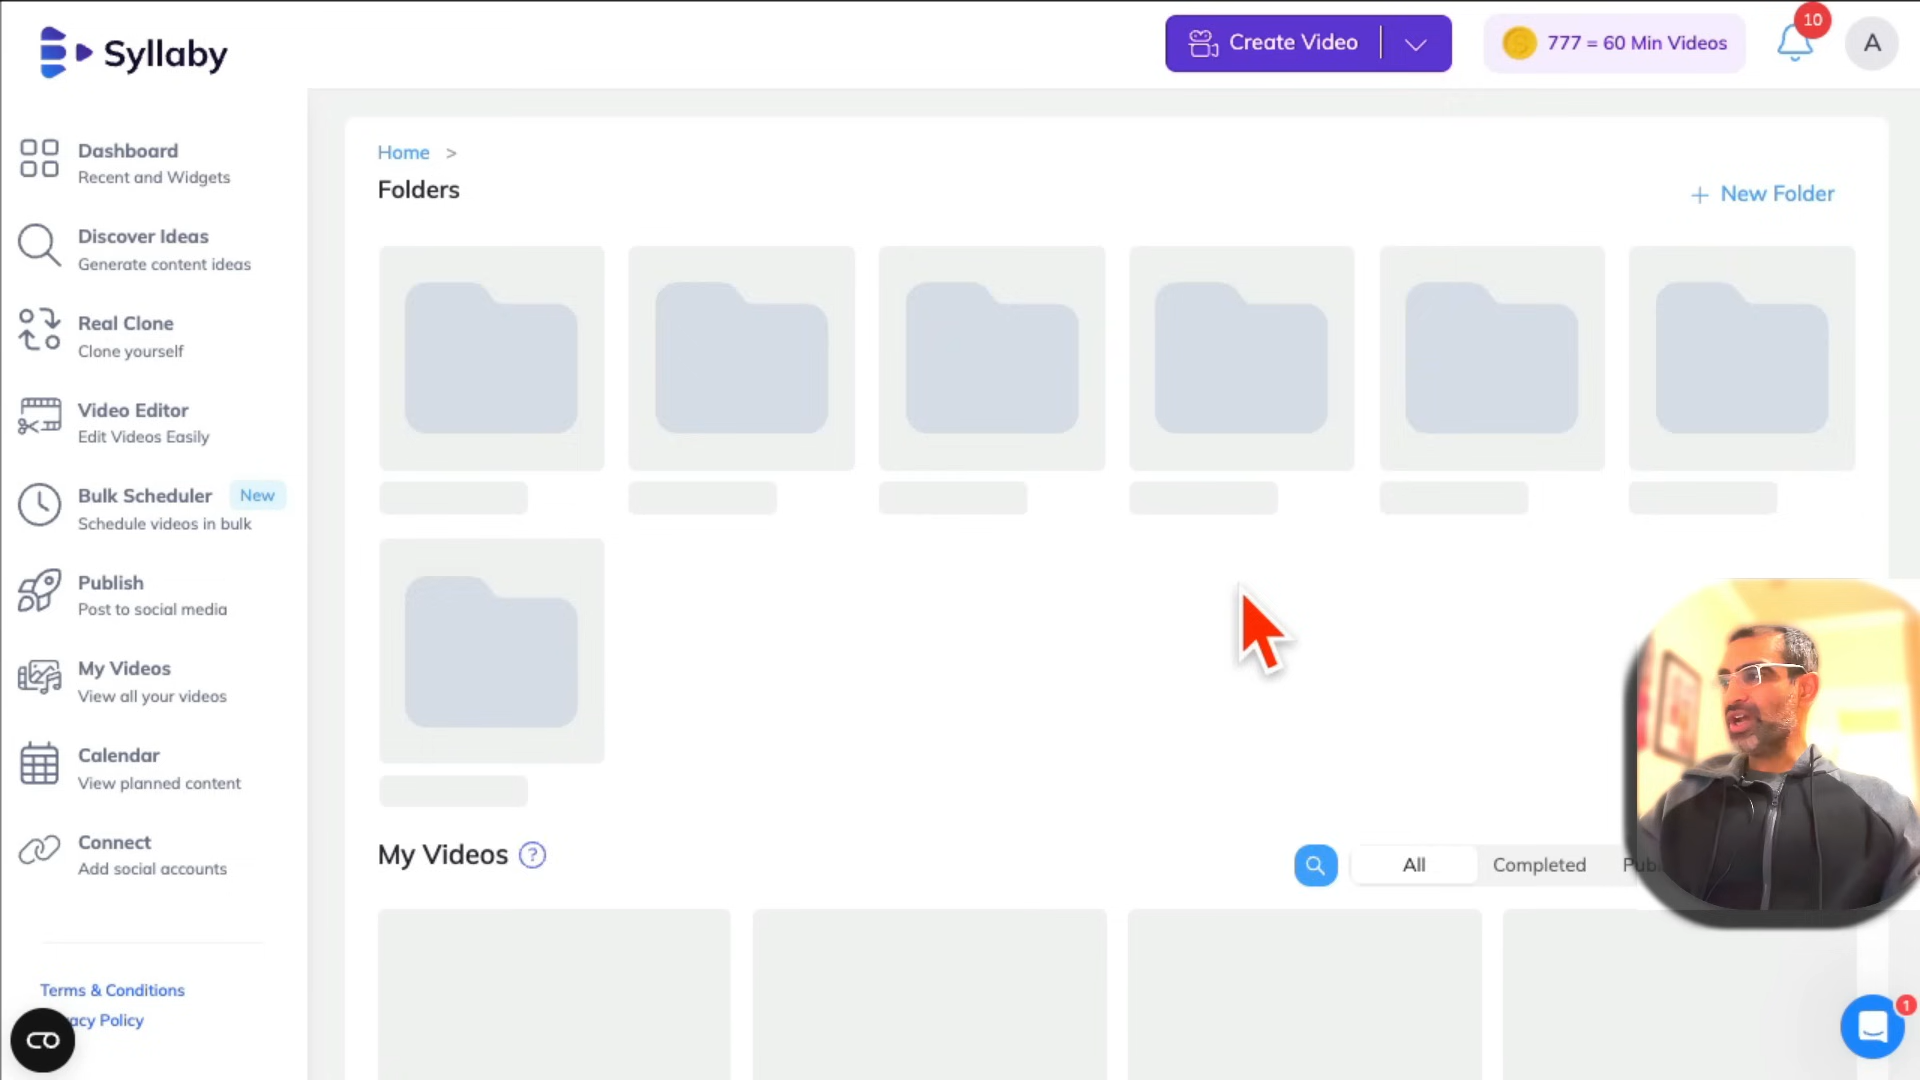 Syllaby
Create Video
777 = 60 Min Videos
10
A
Dashboard
Recent and Widgets
Discover Ideas
Generate content ideas
Real Clone
Clone yourself
Video Editor
Edit Videos Easily
Bulk Scheduler New
Schedule videos in bulk
Publish
Post to social media
My Videos
View all your videos
Calendar
View planned content
Connect
Add social accounts
Terms & Conditions
acy Policy
Home >
Folders
+ New Folder
My Videos ?
All
Completed
Pub
1